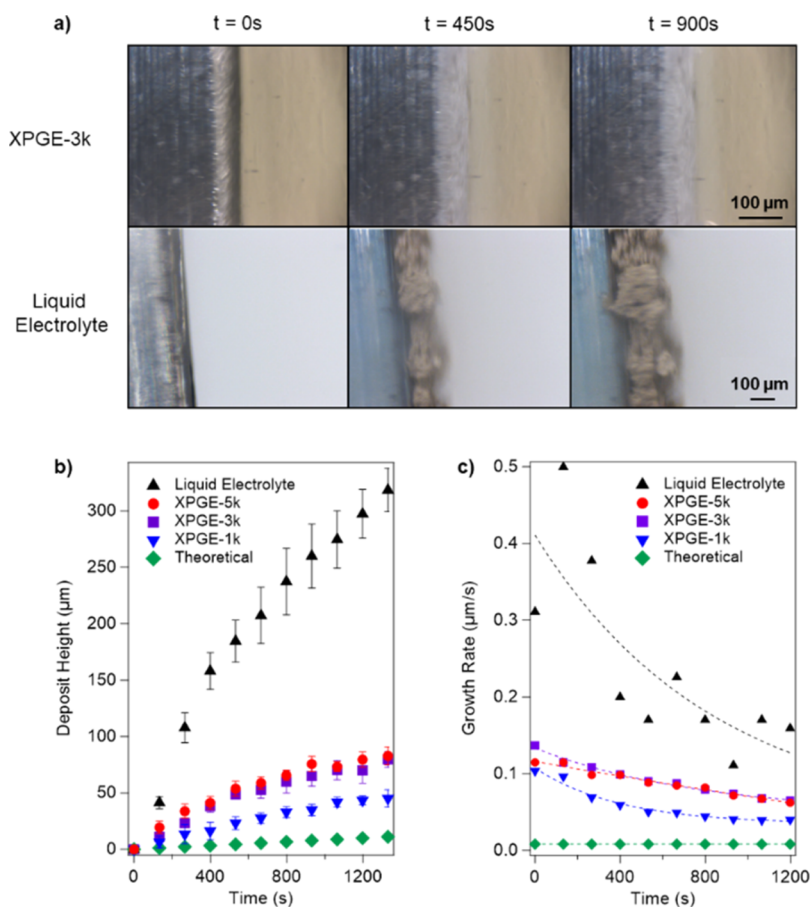 a)
t = 0s
t = 450s
t = 900s
XPGE-3k
100 µm
Liquid
Electrolyte
100 µm
b)
Liquid Electrolyte
XPGE-5k
XPGE-3k
XPGE-1k
Theoretical
Deposit Height (µm)
300
250
200
150
100
50
0
0
400
800
1200
Time (s)
c)
Liquid Electrolyte
XPGE-5k
XPGE-3k
XPGE-1k
Theoretical
Growth Rate (µm/s)
0.5
0.4
0.3
0.2
0.1
0.0
0
400
800
1200
Time (s)